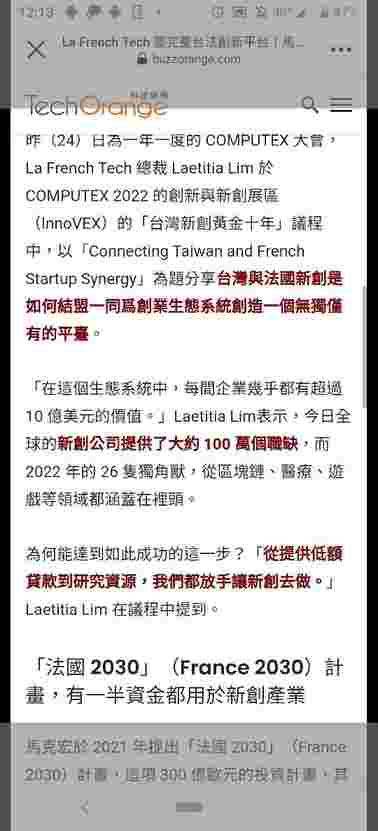 12:13
La French Tech
台法創新平台｜馬...
buzzorange.com
TechOrange
昨（24）日為一年一度的 COMPUTEX 大會，
La French Tech 總裁 Laetitia Lim 於
COMPUTEX 2022 的創新與新創展區
（InnoVEX）的「台灣新創黃金十年」議程
中，以「Connecting Taiwan and French
Startup Synergy」為題分享台灣與法國新創是
如何結盟一同為創業生態系統創造一個無獨僅
有的平臺。
「在這個生態系統中，每間企業幾乎都有超過
10 億美元的價值。」Laetitia Lim表示，今日全
球的新創公司提供了大約 100 萬個職缺，而
2022 年的 26 隻獨角獸，從區塊鏈、醫療、遊
戲等領域都涵蓋在裡頭。
為何能達到如此成功的這一步？「從提供低額
貸款到研究資源，我們都放手讓新創去做。」
Laetitia Lim 在議程中提到。
「法國 2030」（France 2030）計
畫，有一半資金都用於新創產業
馬克宏於 2021 年提出「法國 2030」（France
2030）計畫，這項 300 億歐元的投資計畫，其